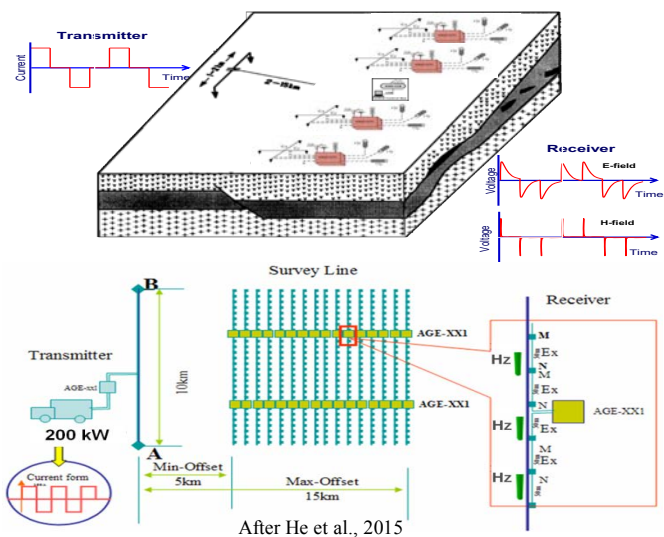 Transmitter
Current
Time
Receiver
Voltage
E-field
Time
Voltage
H-field
Time
Survey Line
B
Receiver
M
Hz
Ex
N
M
Ex
AGE-XX1
Transmitter
AGE-xx1
10km
N
AGE-XX1
Hz
Ex
200 kW
AGE-XX1
M
A
Ex
Min-Offset
Hz
N
5km
Max-Offset
Current form
15km
After He et al., 2015